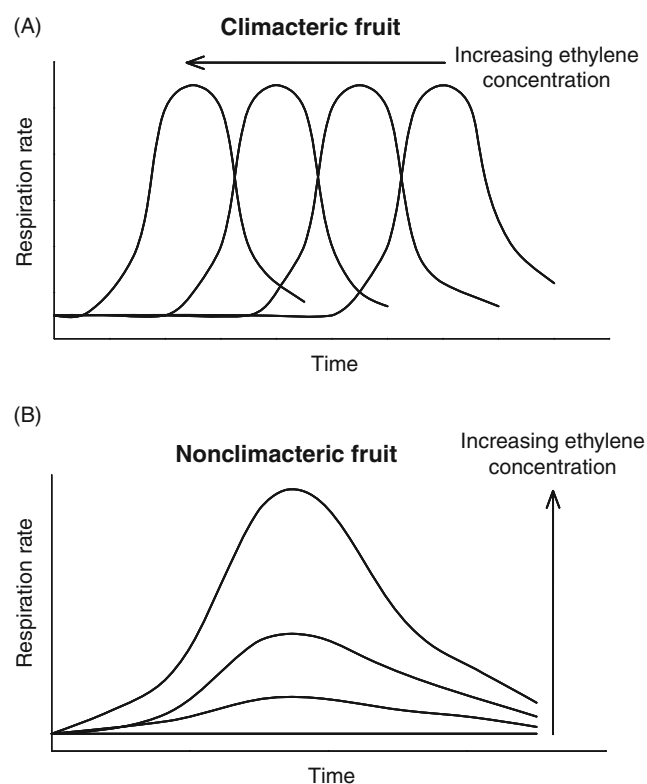 (A)
Climacteric fruit
Increasing ethylene
concentration
Respiration rate
Time
(B)
Nonclimacteric fruit
Increasing ethylene
concentration
Respiration rate
Time